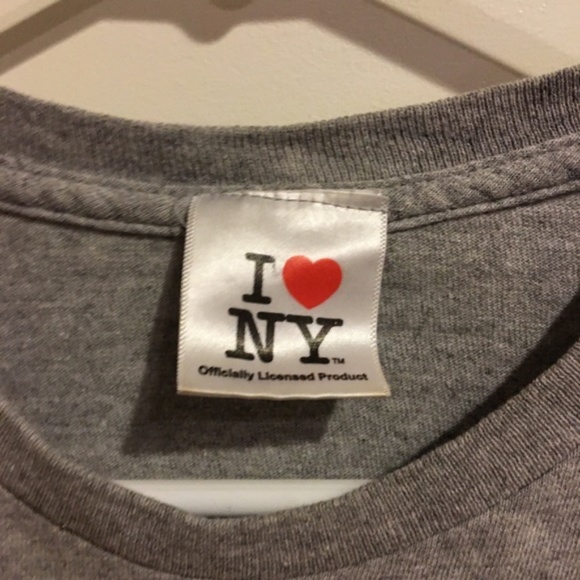 I ❤ NY™
Officially Licensed Product